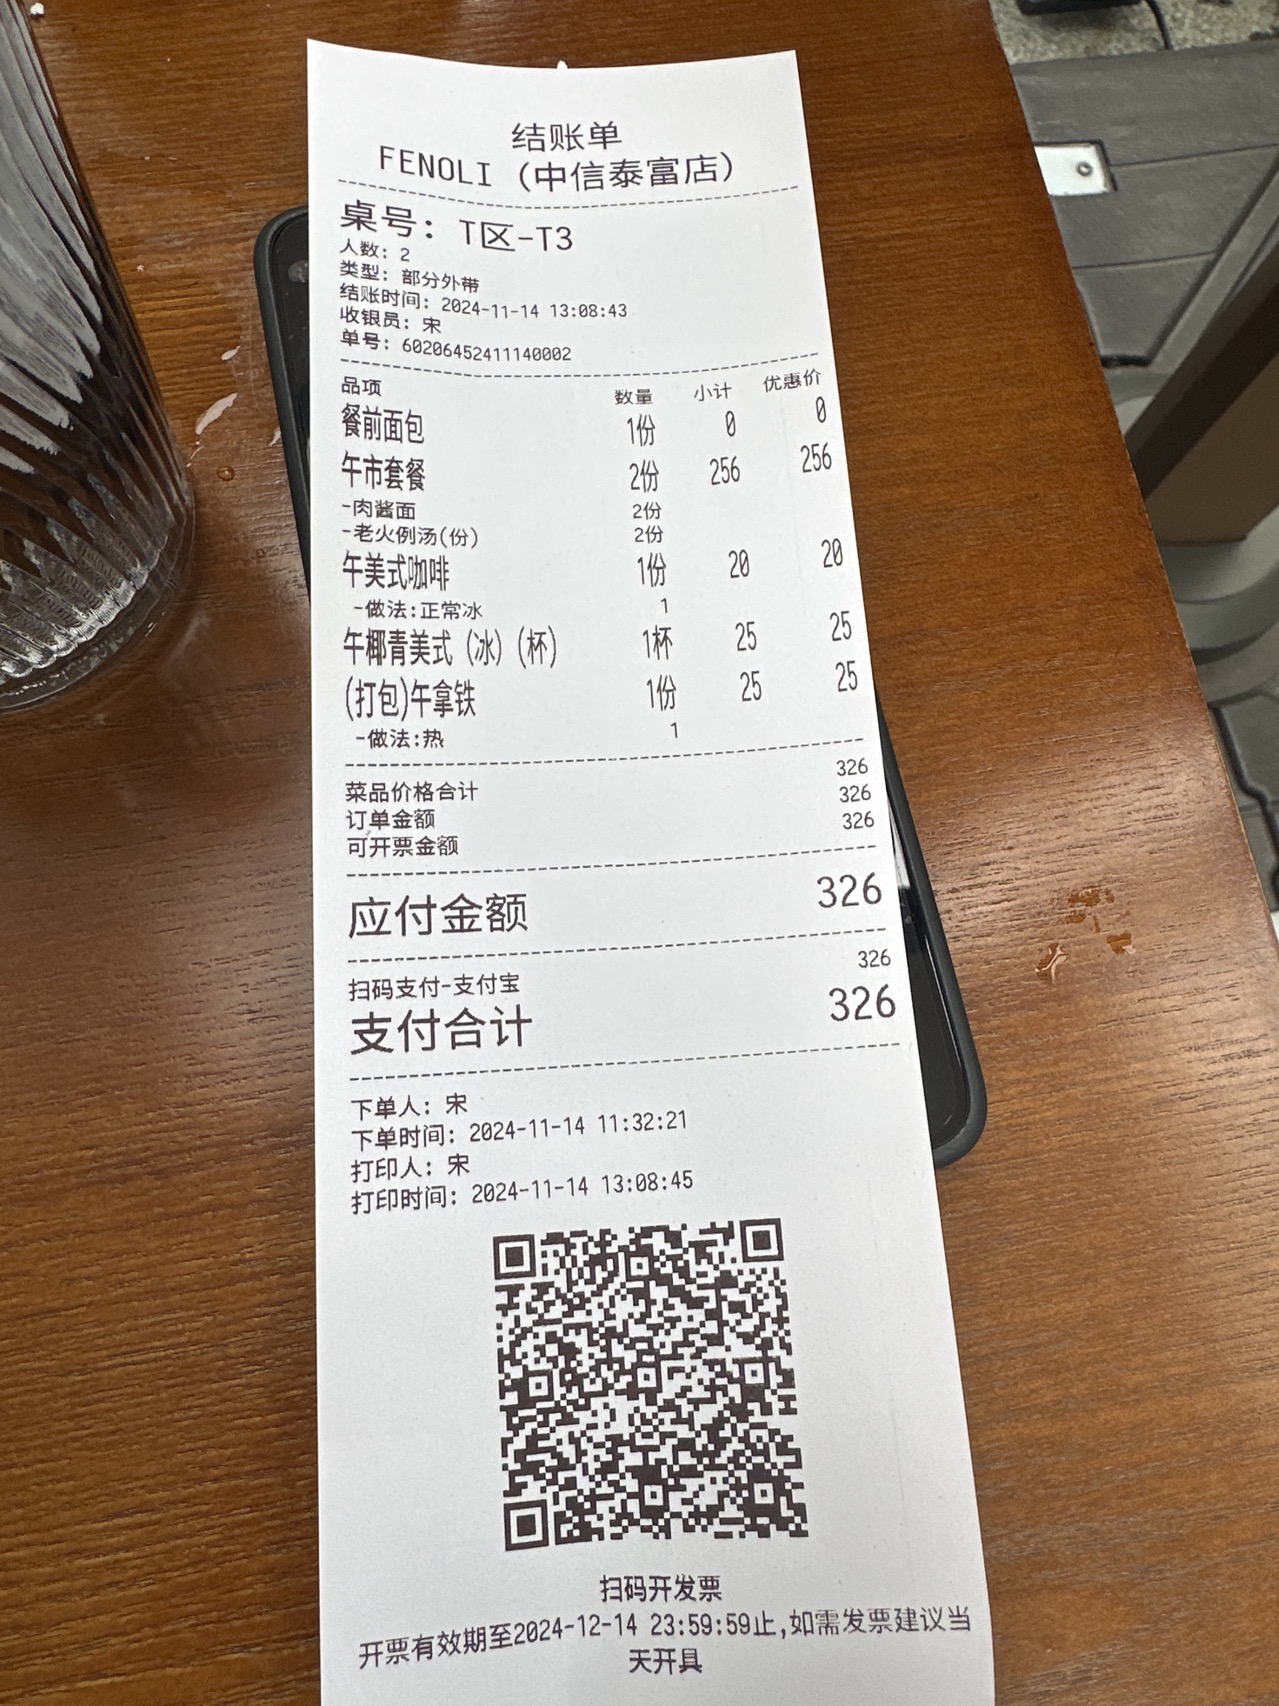 结账单
FENOLI（中信泰富店）
桌号：T区-T3
人数：2
类型：部分外带
结账时间：2024-11-14 13:08:43
收银员：宋
单号：60206452411140002
品项 数量 小计 优惠价
餐前面包 1份 0 0
午市套餐 2份 256 256
-肉酱面 2份
-老火例汤(份) 2份
午美式咖啡 1份 20 20
-做法:正常冰 1
午椰青美式（冰）（杯） 1杯 25 25
(打包)午拿铁 1份 25 25
-做法:热 1
菜品价格合计 326
订单金额 326
可开票金额 326
应付金额 326
扫码支付-支付宝 326
支付合计 326
下单人：宋
下单时间：2024-11-14 11:32:21
打印人：宋
打印时间：2024-11-14 13:08:45
扫码开发票
开票有效期至2024-12-14 23:59:59止,如需发票建议当
天开具